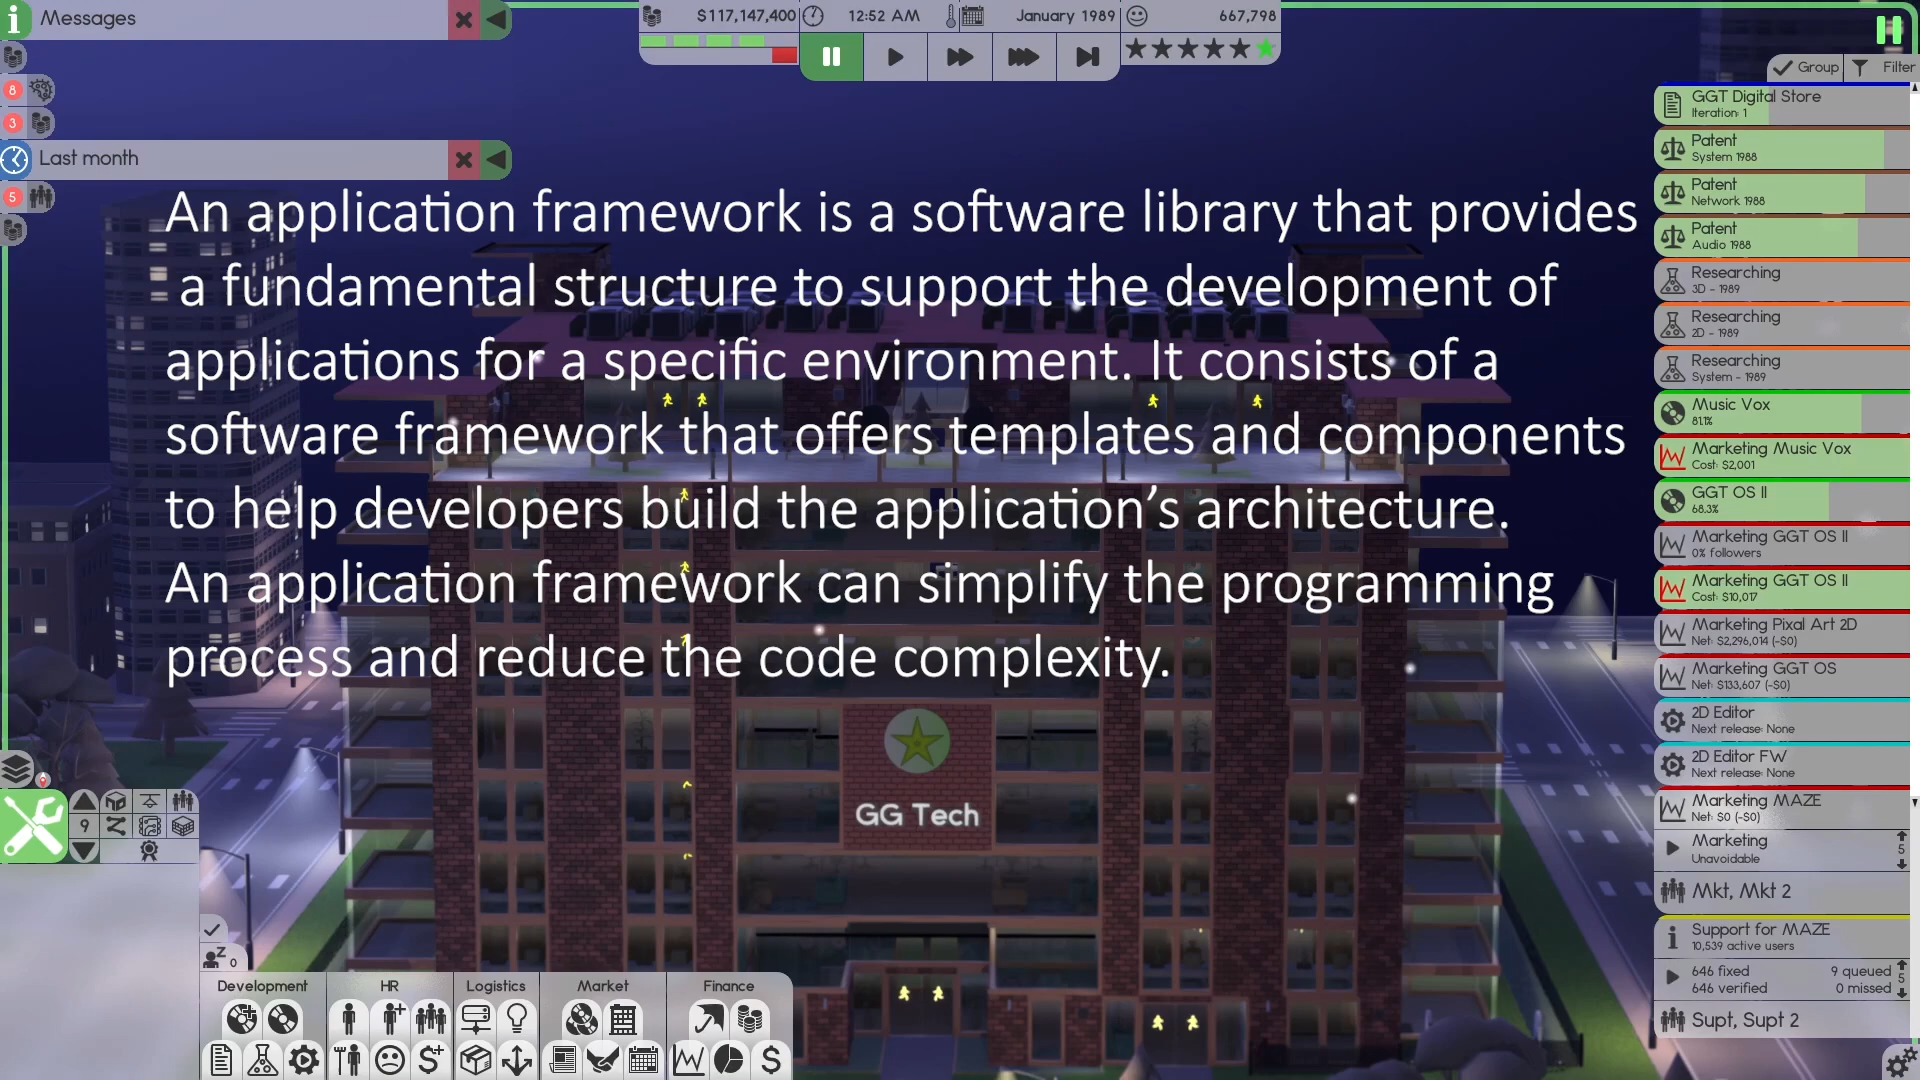 Messages
$117,147,400
12:52 AM
January 1989
667,798
Group
Filter
8
3
Last month
5
An application framework is a software library that provides
a fundamental structure to support the development of
applications for a specific environment. It consists of a
software framework that offers templates and components
to help developers build the application’s architecture.
An application framework can simplify the programming
process and reduce the code complexity.
GG Tech
GGT Digital Store
Iteration: 1
Patent
System 1988
Patent
Network 1988
Patent
Audio 1988
Researching
3D - 1989
Researching
2D - 1989
Researching
System - 1989
Music Vox
81.1%
Marketing Music Vox
Cost: $2,001
GGT OS II
68.3%
Marketing GGT OS II
0% followers
Marketing GGT OS II
Cost: $10,017
Marketing Pixal Art 2D
Net: $2,296,014 (-$0)
Marketing GGT OS
Net: $133,607 (-$0)
2D Editor
Next release: None
2D Editor FW
Next release: None
Marketing MAZE
Net: $0 (-$0)
Marketing
Unavoidable
5
Mkt, Mkt 2
Support for MAZE
10,539 active users
646 fixed 9 queued
646 verified 0 missed
5
Supt, Supt 2
9
z 0
Development HR Logistics Market Finance